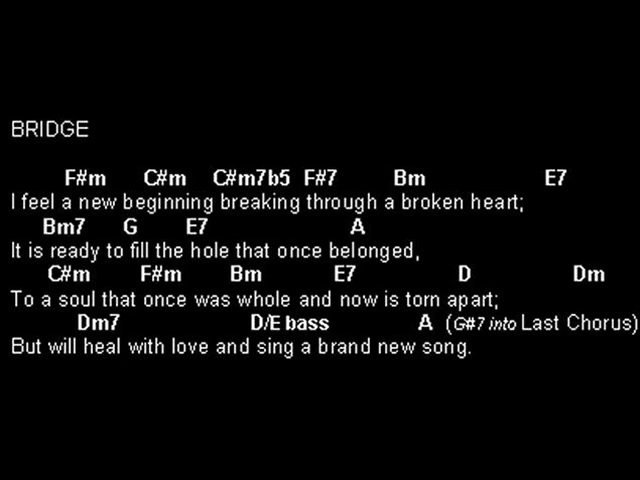 BRIDGE
F#m C#m C#m7b5 F#7 Bm E7
I feel a new beginning breaking through a broken heart;
Bm7 G E7 A
It is ready to fill the hole that once belonged,
C#m F#m Bm E7 D Dm
To a soul that once was whole and now is torn apart;
Dm7 D/E bass A (G#7 into Last Chorus)
But will heal with love and sing a brand new song.